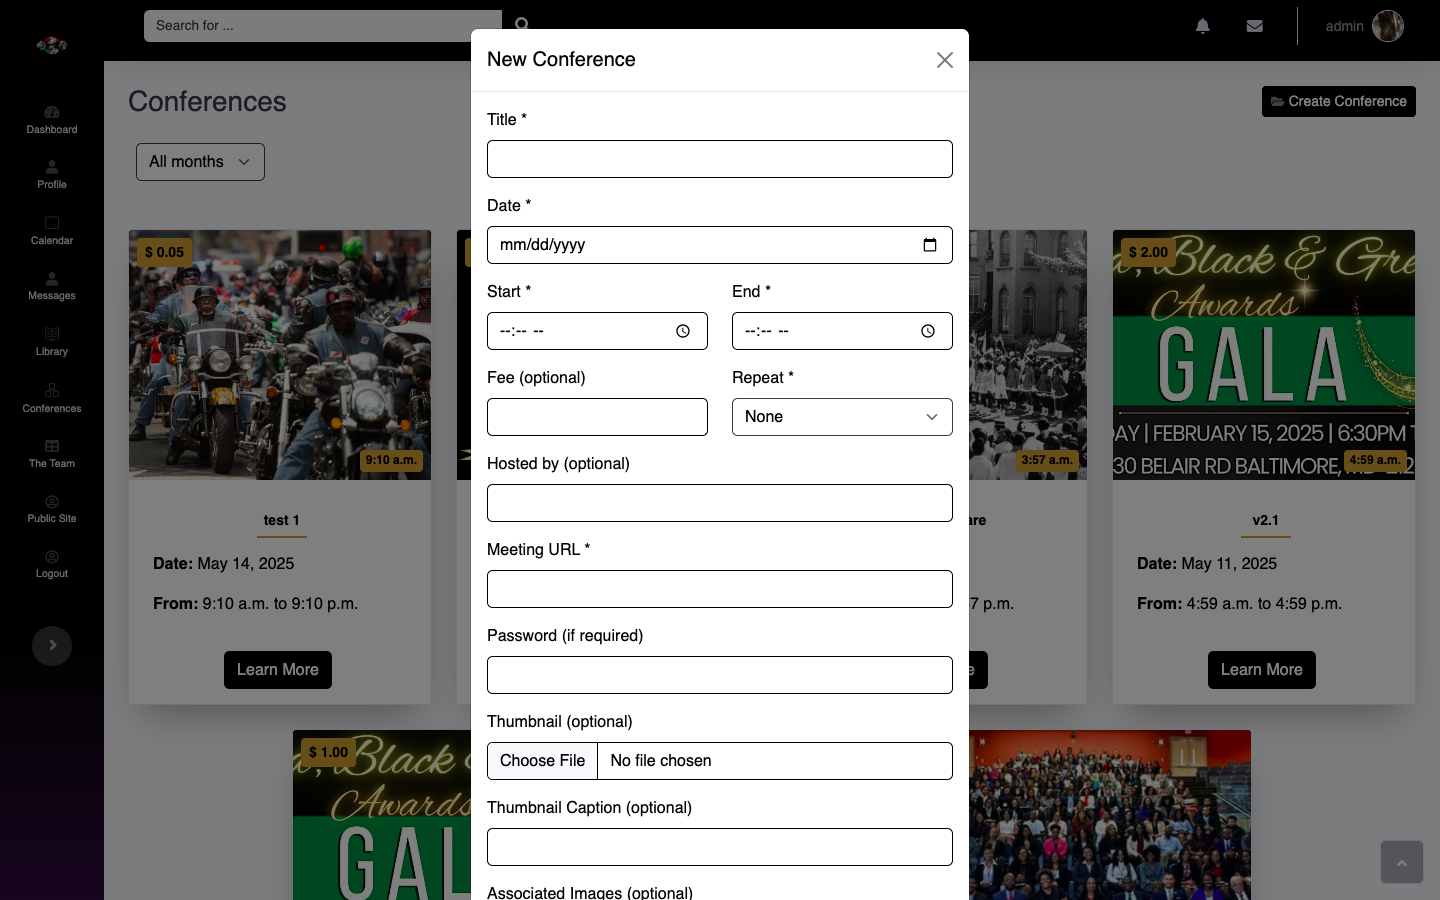 Search for ...
admin
Dashboard
Profile
Calendar
Messages
Library
Conferences
The Team
Public Site
Logout
Conferences
Create Conference
All months
New Conference
Title *
Date *
mm/dd/yyyy
Start *
End *
--:-- --
--:-- --
Fee (optional)
Repeat *
None
Hosted by (optional)
Meeting URL *
Password (if required)
Thumbnail (optional)
Choose File
No file chosen
Thumbnail Caption (optional)
Associated Images (optional)
$ 0.05
9:10 a.m.
test 1
Date: May 14, 2025
From: 9:10 a.m. to 9:10 p.m.
Learn More
3:57 a.m.
7 p.m.
$ 2.00
Black & Gre
Awards
GALA
DAY | FEBRUARY 15, 2025 | 6:30PM T
30 BELAIR RD BALTIMORE,
4:59 a.m.
v2.1
Date: May 11, 2025
From: 4:59 a.m. to 4:59 p.m.
Learn More
$ 1.00
Black
Awards
GAL